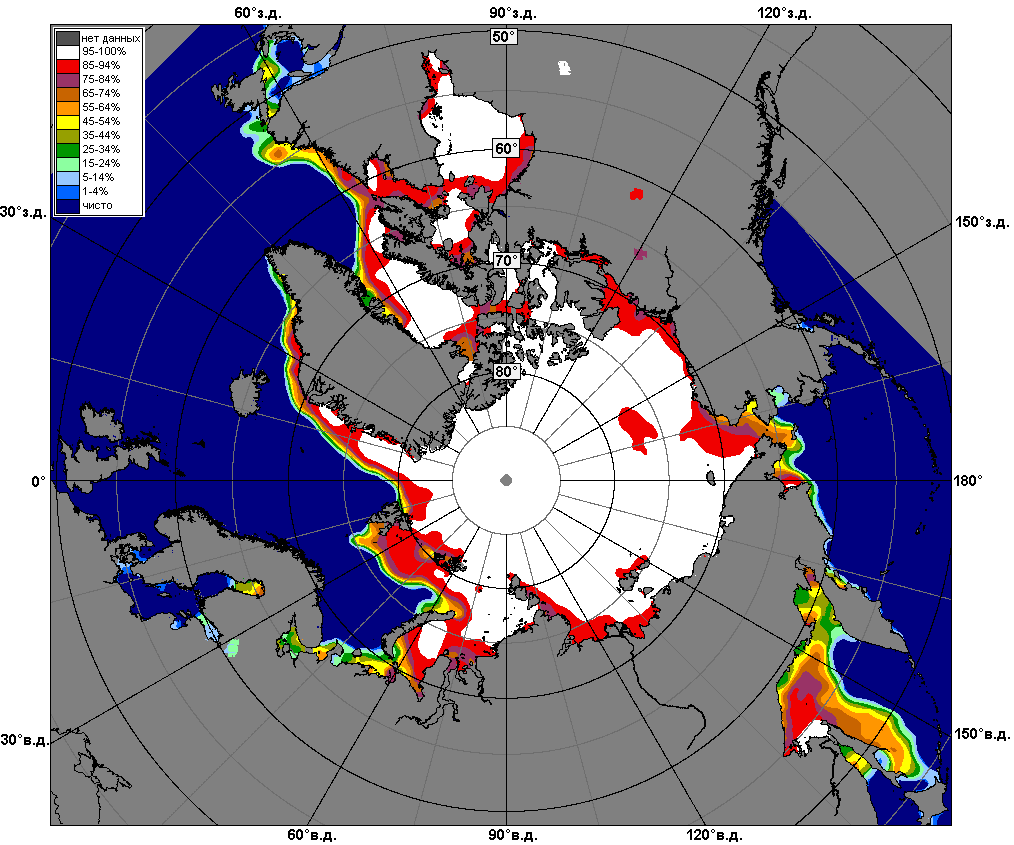 60°з.д.
90°з.д.
120°з.д.
нет данных
95-100%
85-94%
75-84%
65-74%
55-64%
45-54%
35-44%
25-34%
15-24%
5-14%
1-4%
чисто
50°
60°
70°
80°
30°з.д.
150°з.д.
0°
180°
30°в.д.
150°в.д.
60°в.д.
90°в.д.
120°в.д.